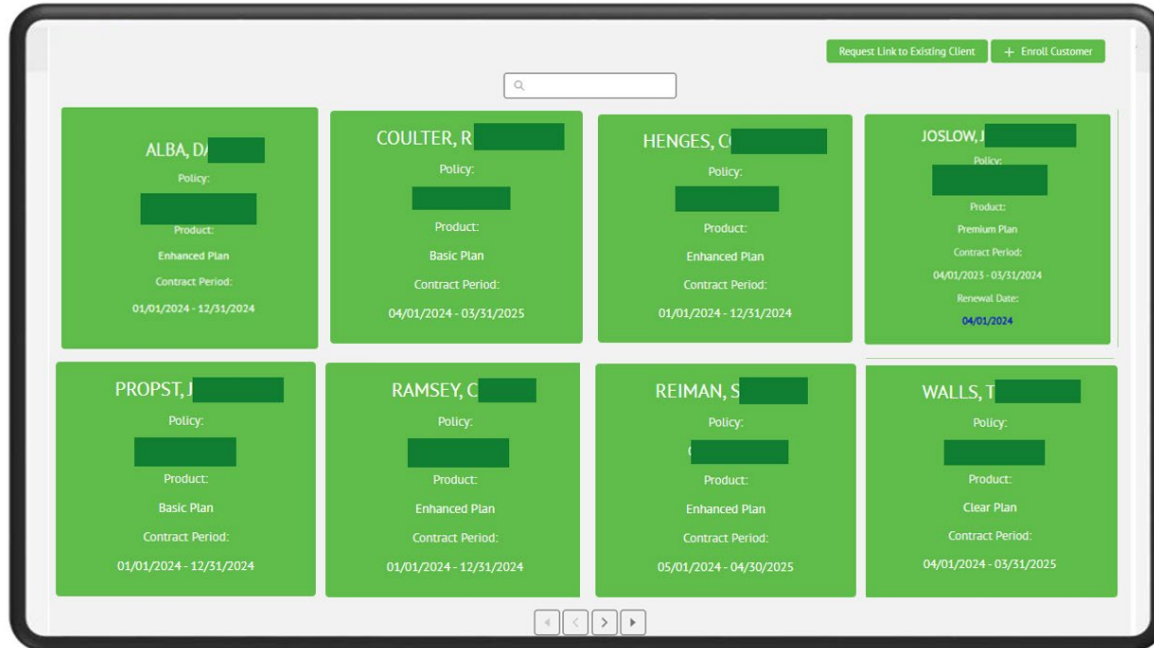 Request Link to Existing Client
+ Enroll Customer
ALBA, DA
Policy:
Product:
Enhanced Plan
Contract Period:
01/01/2024 - 12/31/2024
COULTER, R
Policy:
Product:
Basic Plan
Contract Period:
04/01/2024 - 03/31/2025
HENGES, CO
Policy:
Product:
Enhanced Plan
Contract Period:
01/01/2024 - 12/31/2024
JOSLOW, J
Policy:
Product:
Premium Plan
Contract Period:
04/01/2023 - 03/31/2024
Renewal Date:
04/01/2024
PROPST, J
Policy:
Product:
Basic Plan
Contract Period:
01/01/2024 - 12/31/2024
RAMSEY, C
Policy:
Product:
Enhanced Plan
Contract Period:
01/01/2024 - 12/31/2024
REIMAN, S
Policy:
Product:
Enhanced Plan
Contract Period:
05/01/2024 - 04/30/2025
WALLS, T
Policy:
Product:
Clear Plan
Contract Period:
04/01/2024 - 03/31/2025